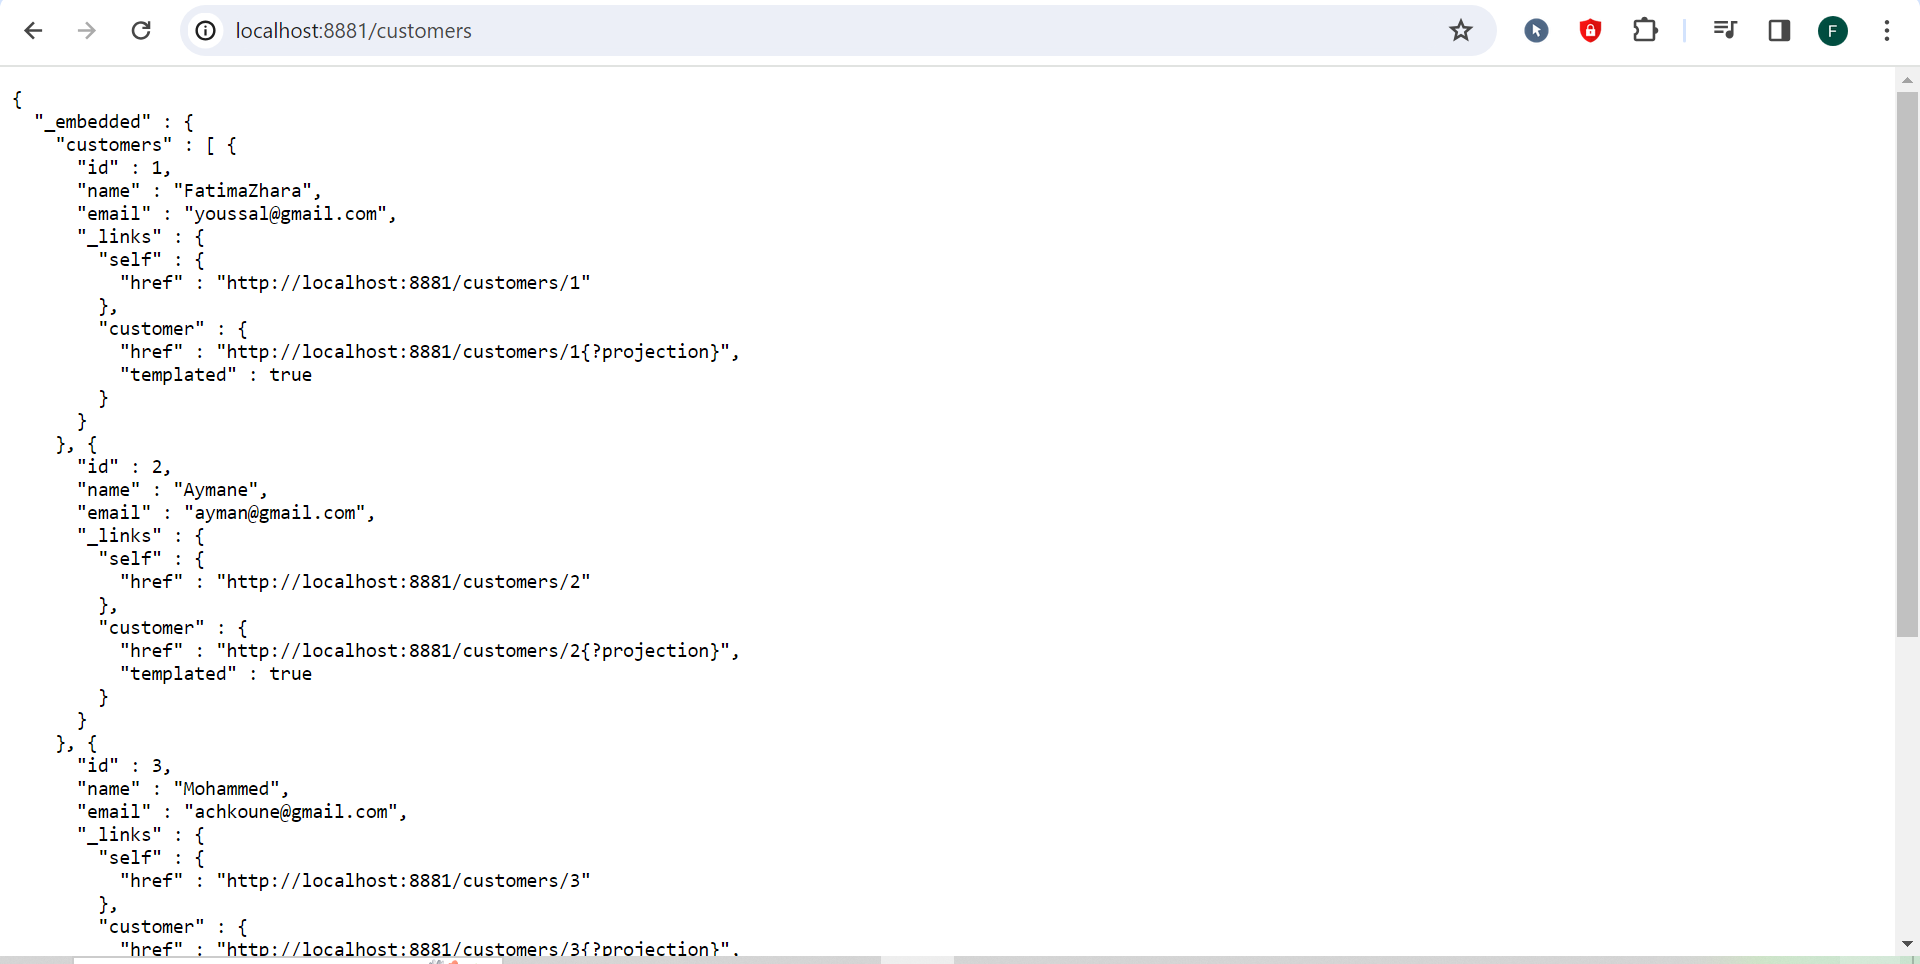 localhost:8881/customers
F
{
"_embedded" : {
"customers" : [ {
"id" : 1,
"name" : "FatimaZhara",
"email" : "youssal@gmail.com",
"_links" : {
"self" : {
"href" : "http://localhost:8881/customers/1"
},
"customer" : {
"href" : "http://localhost:8881/customers/1{?projection}",
"templated" : true
}
}
}, {
"id" : 2,
"name" : "Aymane",
"email" : "ayman@gmail.com",
"_links" : {
"self" : {
"href" : "http://localhost:8881/customers/2"
},
"customer" : {
"href" : "http://localhost:8881/customers/2{?projection}",
"templated" : true
}
}
}, {
"id" : 3,
"name" : "Mohammed",
"email" : "achkoune@gmail.com",
"_links" : {
"self" : {
"href" : "http://localhost:8881/customers/3"
},
"customer" : {
"href" : "http://localhost:8881/customers/3{?projection}",